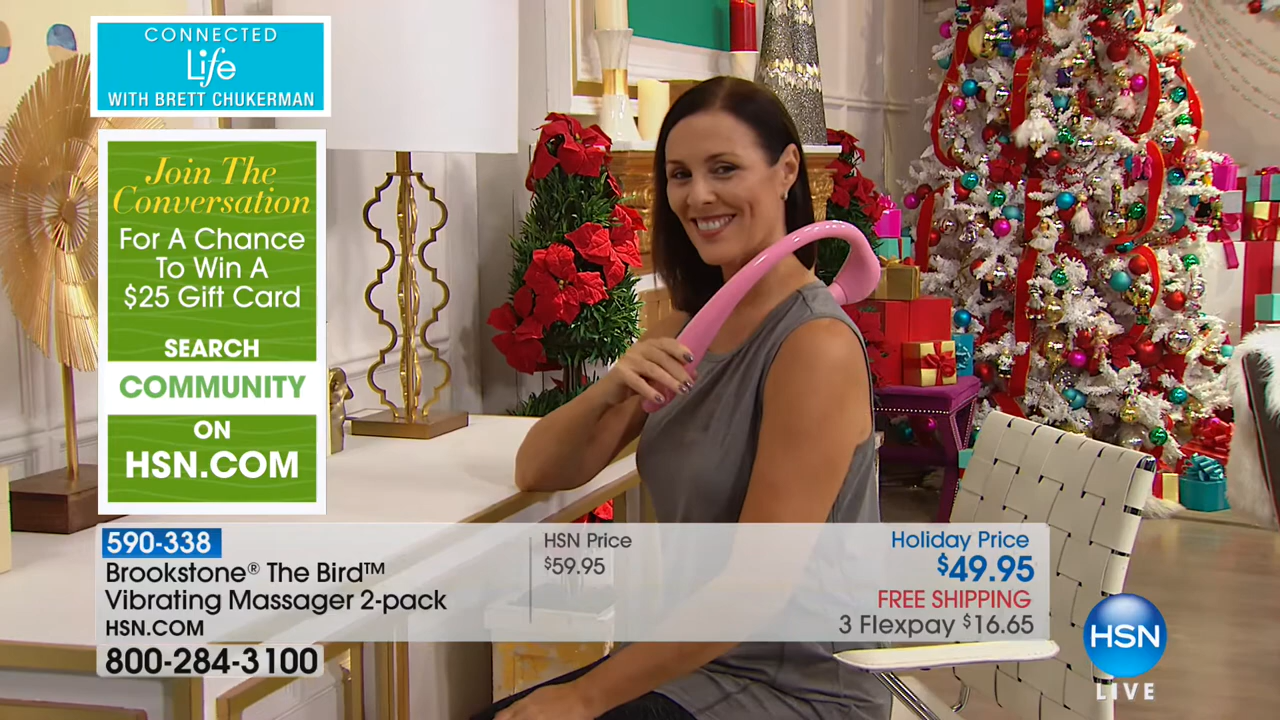 CONNECTED
Life
WITH BRETT CHUKERMAN
Join The
Conversation
For A Chance
To Win A
$25 Gift Card
SEARCH
COMMUNITY
ON
HSN.COM
590-338
Brookstone® The Bird™
Vibrating Massager 2-pack
HSN.COM
800-284-3100
HSN Price
$59.95
Holiday Price
$49.95
FREE SHIPPING
3 Flexpay $16.65
HSN
LIVE